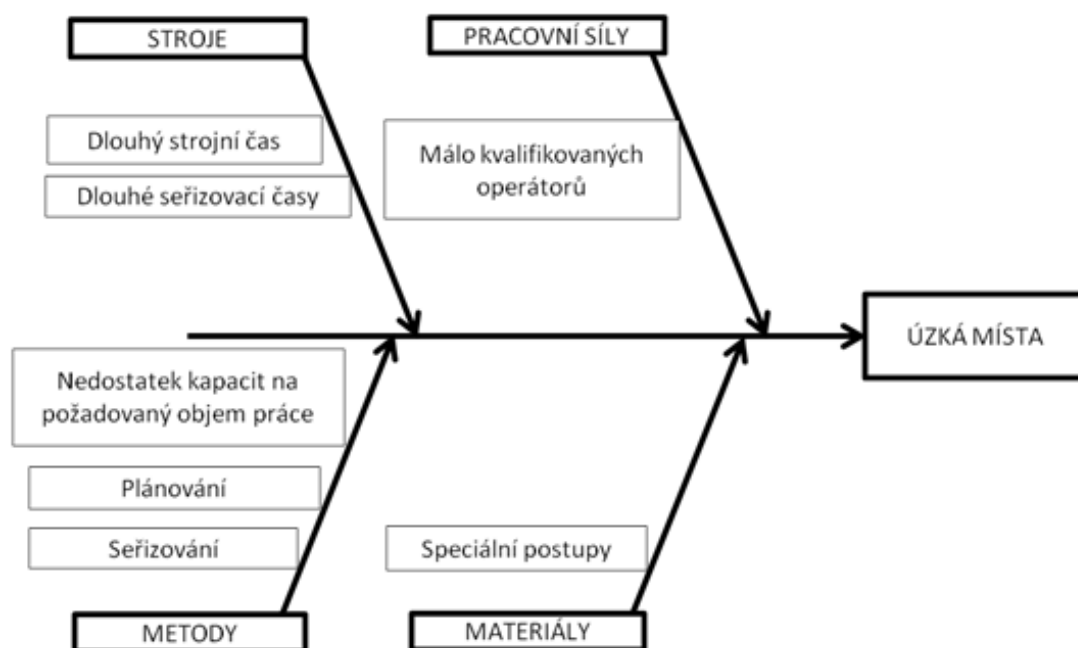 STROJE
PRACOVNÍ SÍLY
Dlouhý strojní čas
Dlouhé seřizovací časy
Málo kvalifikovaných
operátorů
ÚZKÁ MÍSTA
Nedostatek kapacit na
požadovaný objem práce
Plánování
Seřizování
Speciální postupy
METODY
MATERIÁLY